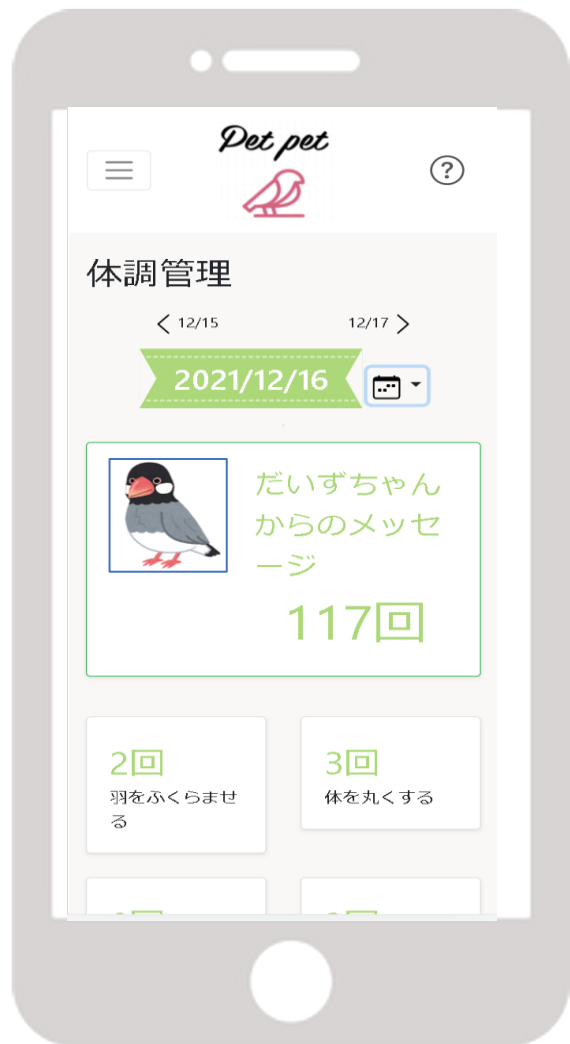 Pet pet
?
体調管理
12/15
12/17
2021/12/16
だいずちゃん
からのメッセ
ージ
117回
2回
羽をふくらませ
る
3回
体を丸くする